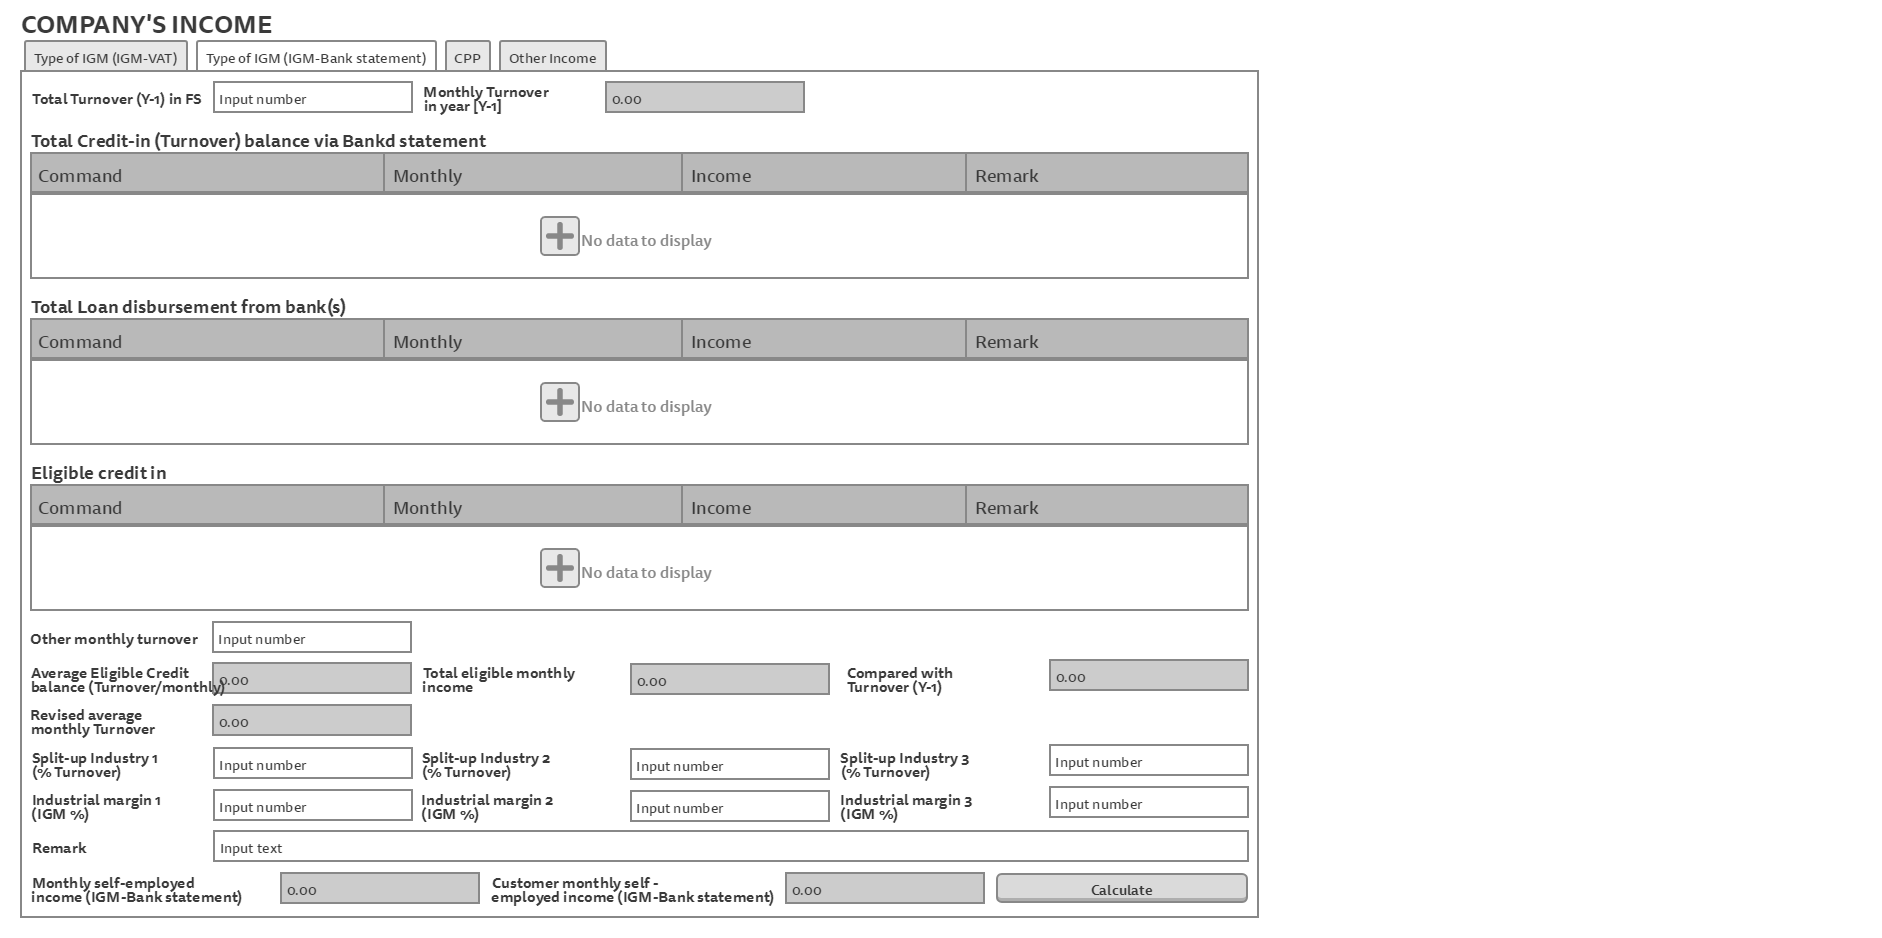 COMPANY'S INCOME
Type of IGM (IGM-VAT) Type of IGM (IGM-Bank statement) CPP Other Income
Total Turnover (Y-1) in FS Input number Monthly Turnover in year [Y-1] 0.00
Total Credit-in (Turnover) balance via Bankd statement
Command Monthly Income Remark
No data to display
Total Loan disbursement from bank(s)
Command Monthly Income Remark
No data to display
Eligible credit in
Command Monthly Income Remark
No data to display
Other monthly turnover Input number
Average Eligible Credit balance (Turnover/monthly) 0.00 Total eligible monthly income 0.00 Compared with Turnover (Y-1) 0.00
Revised average monthly Turnover 0.00
Split-up Industry 1 (% Turnover) Input number Split-up Industry 2 (% Turnover) Input number Split-up Industry 3 (% Turnover) Input number
Industrial margin 1 (IGM %) Input number Industrial margin 2 (IGM %) Input number Industrial margin 3 (IGM %) Input number
Remark Input text
Monthly self-employed income (IGM-Bank statement) 0.00 Customer monthly self - employed income (IGM-Bank statement) 0.00 Calculate